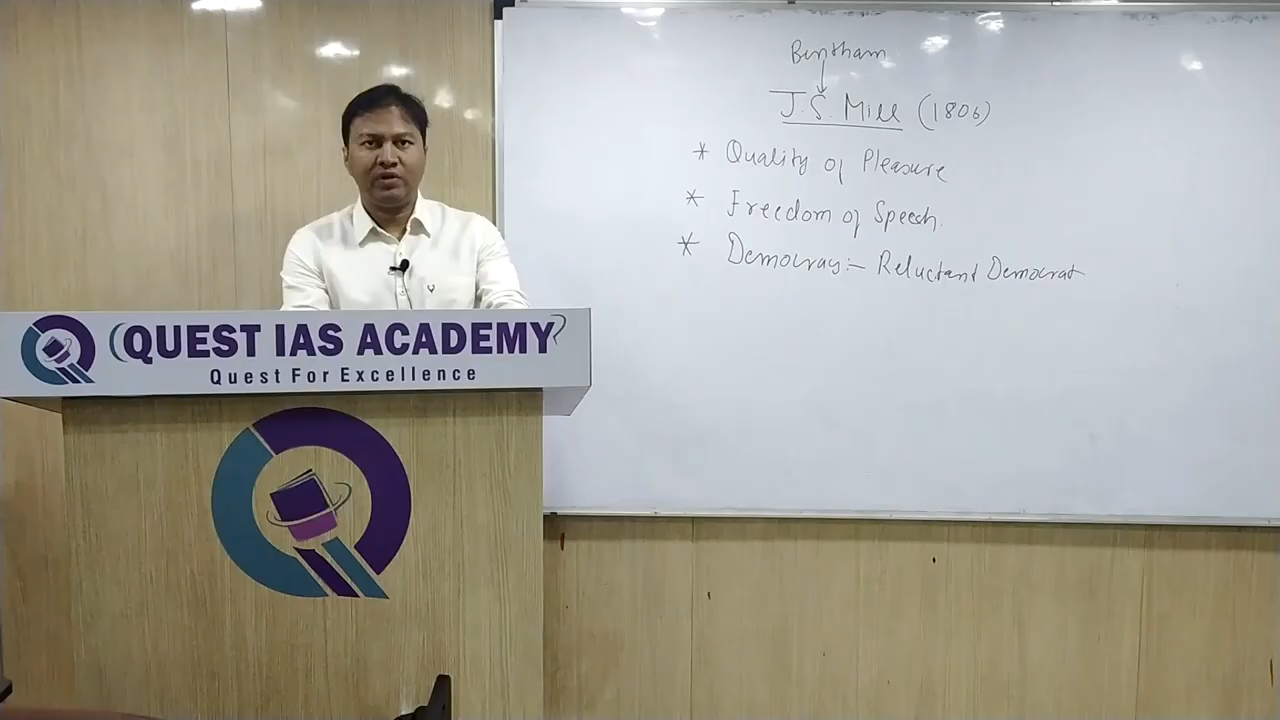 Bentham
J.S. Mill (1806)
* Quality of Pleasure
* Freedom of Speech.
* Democracy:- Reluctant Democrat
QUEST IAS ACADEMY
Quest For Excellence